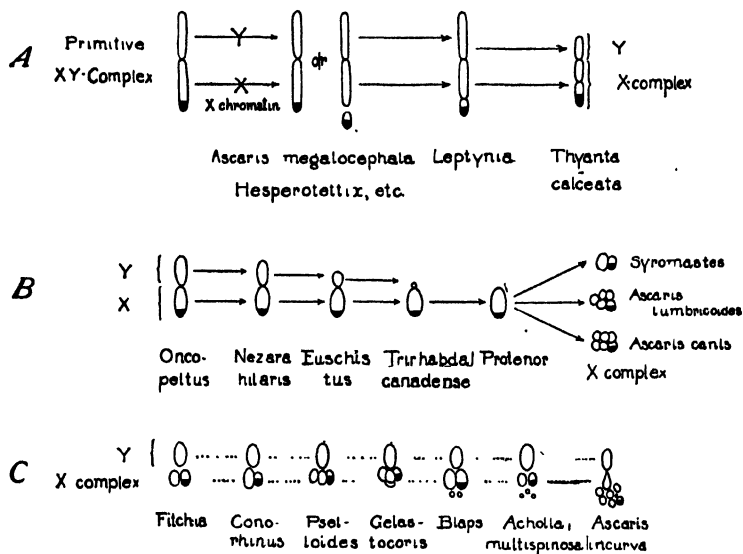 A
Primitive
XY-Complex
Y
X
X chromatin
or
Y
X-complex
Ascaris megalocephala
Hesperotettix, etc.
Leptynia
Thyanta
calceata
B
Y
X
Syromastes
Ascaris
lumbricoides
Ascaris canis
X complex
Onco-
peltus
Nezara
hilaris
Euschis
tus
Trirhabda
canadense
Protenor
C
Y
X complex
Fitchia
Cono-
rhinus
Psel-
lioides
Gelas-
tocoris
Blaps
Acholla,
multispinosa
Ascaris
incurva